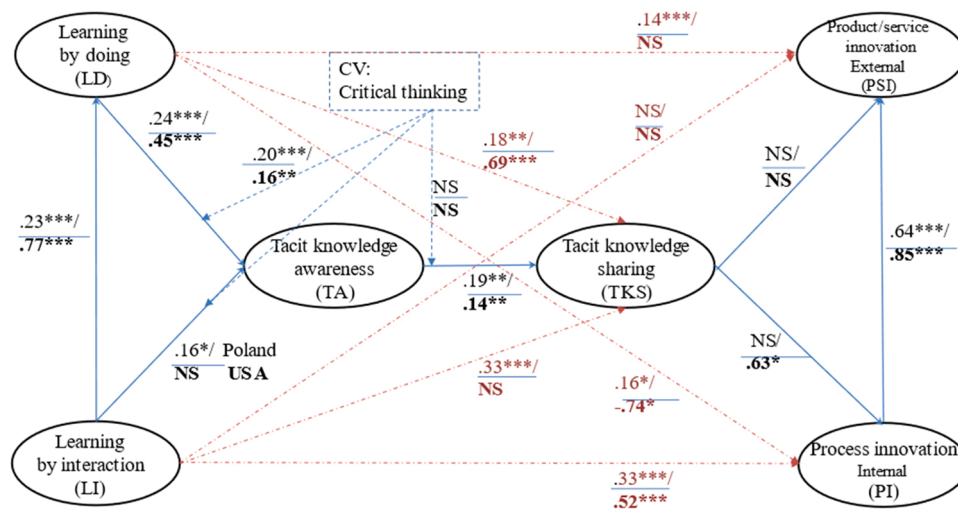 Learning
by doing
(LD)
.14***/
NS
Product/service
innovation
External
(PSI)
CV:
Critical thinking
.24***/
.45***
.20***/
.16**
.18**/
.69***
NS/
NS
NS
NS
NS/
NS
.23***/
.77***
Tacit knowledge
awareness
(TA)
Tacit knowledge
sharing
(TKS)
.64***/
.85***
.19**/
.14**
.16*/ Poland
NS USA
.33***/
NS
.16*/
-.74*
NS/
.63*
Learning
by interaction
(LI)
Process innovation
Internal
(PI)
.33***/
.52***